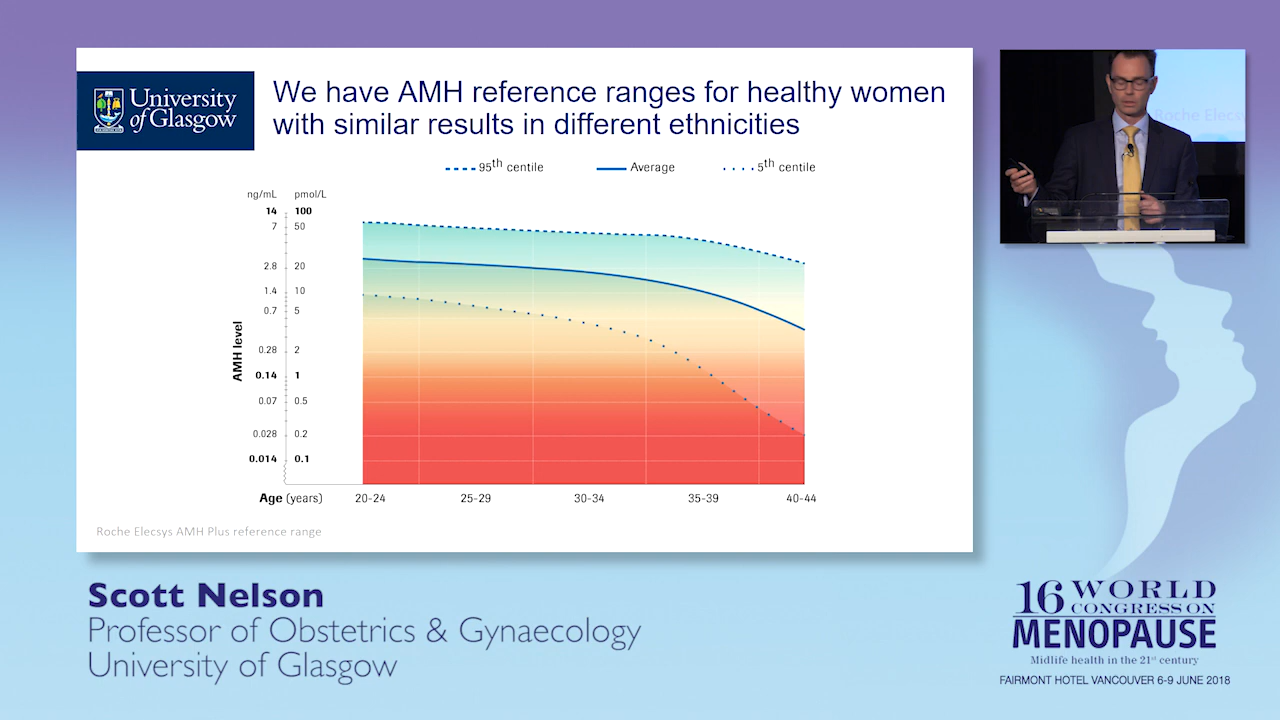 University
of Glasgow
We have AMH reference ranges for healthy women
with similar results in different ethnicities
95th centile
Average
5th centile
ng/mL pmol/L
14 100
7 50
2.8 20
1.4 10
0.7 5
0.28 2
0.14 1
0.07 0.5
0.028 0.2
0.014 0.1
AMH level
Age (years) 20-24 25-29 30-34 35-39 40-44
Roche Elecsys AMH Plus reference range
Roche Elecsy
Scott Nelson
Professor of Obstetrics & Gynaecology
University of Glasgow
16 WORLD
CONGRESS ON
MENOPAUSE
Midlife health in the 21st century
FAIRMONT HOTEL VANCOUVER 6-9 JUNE 2018